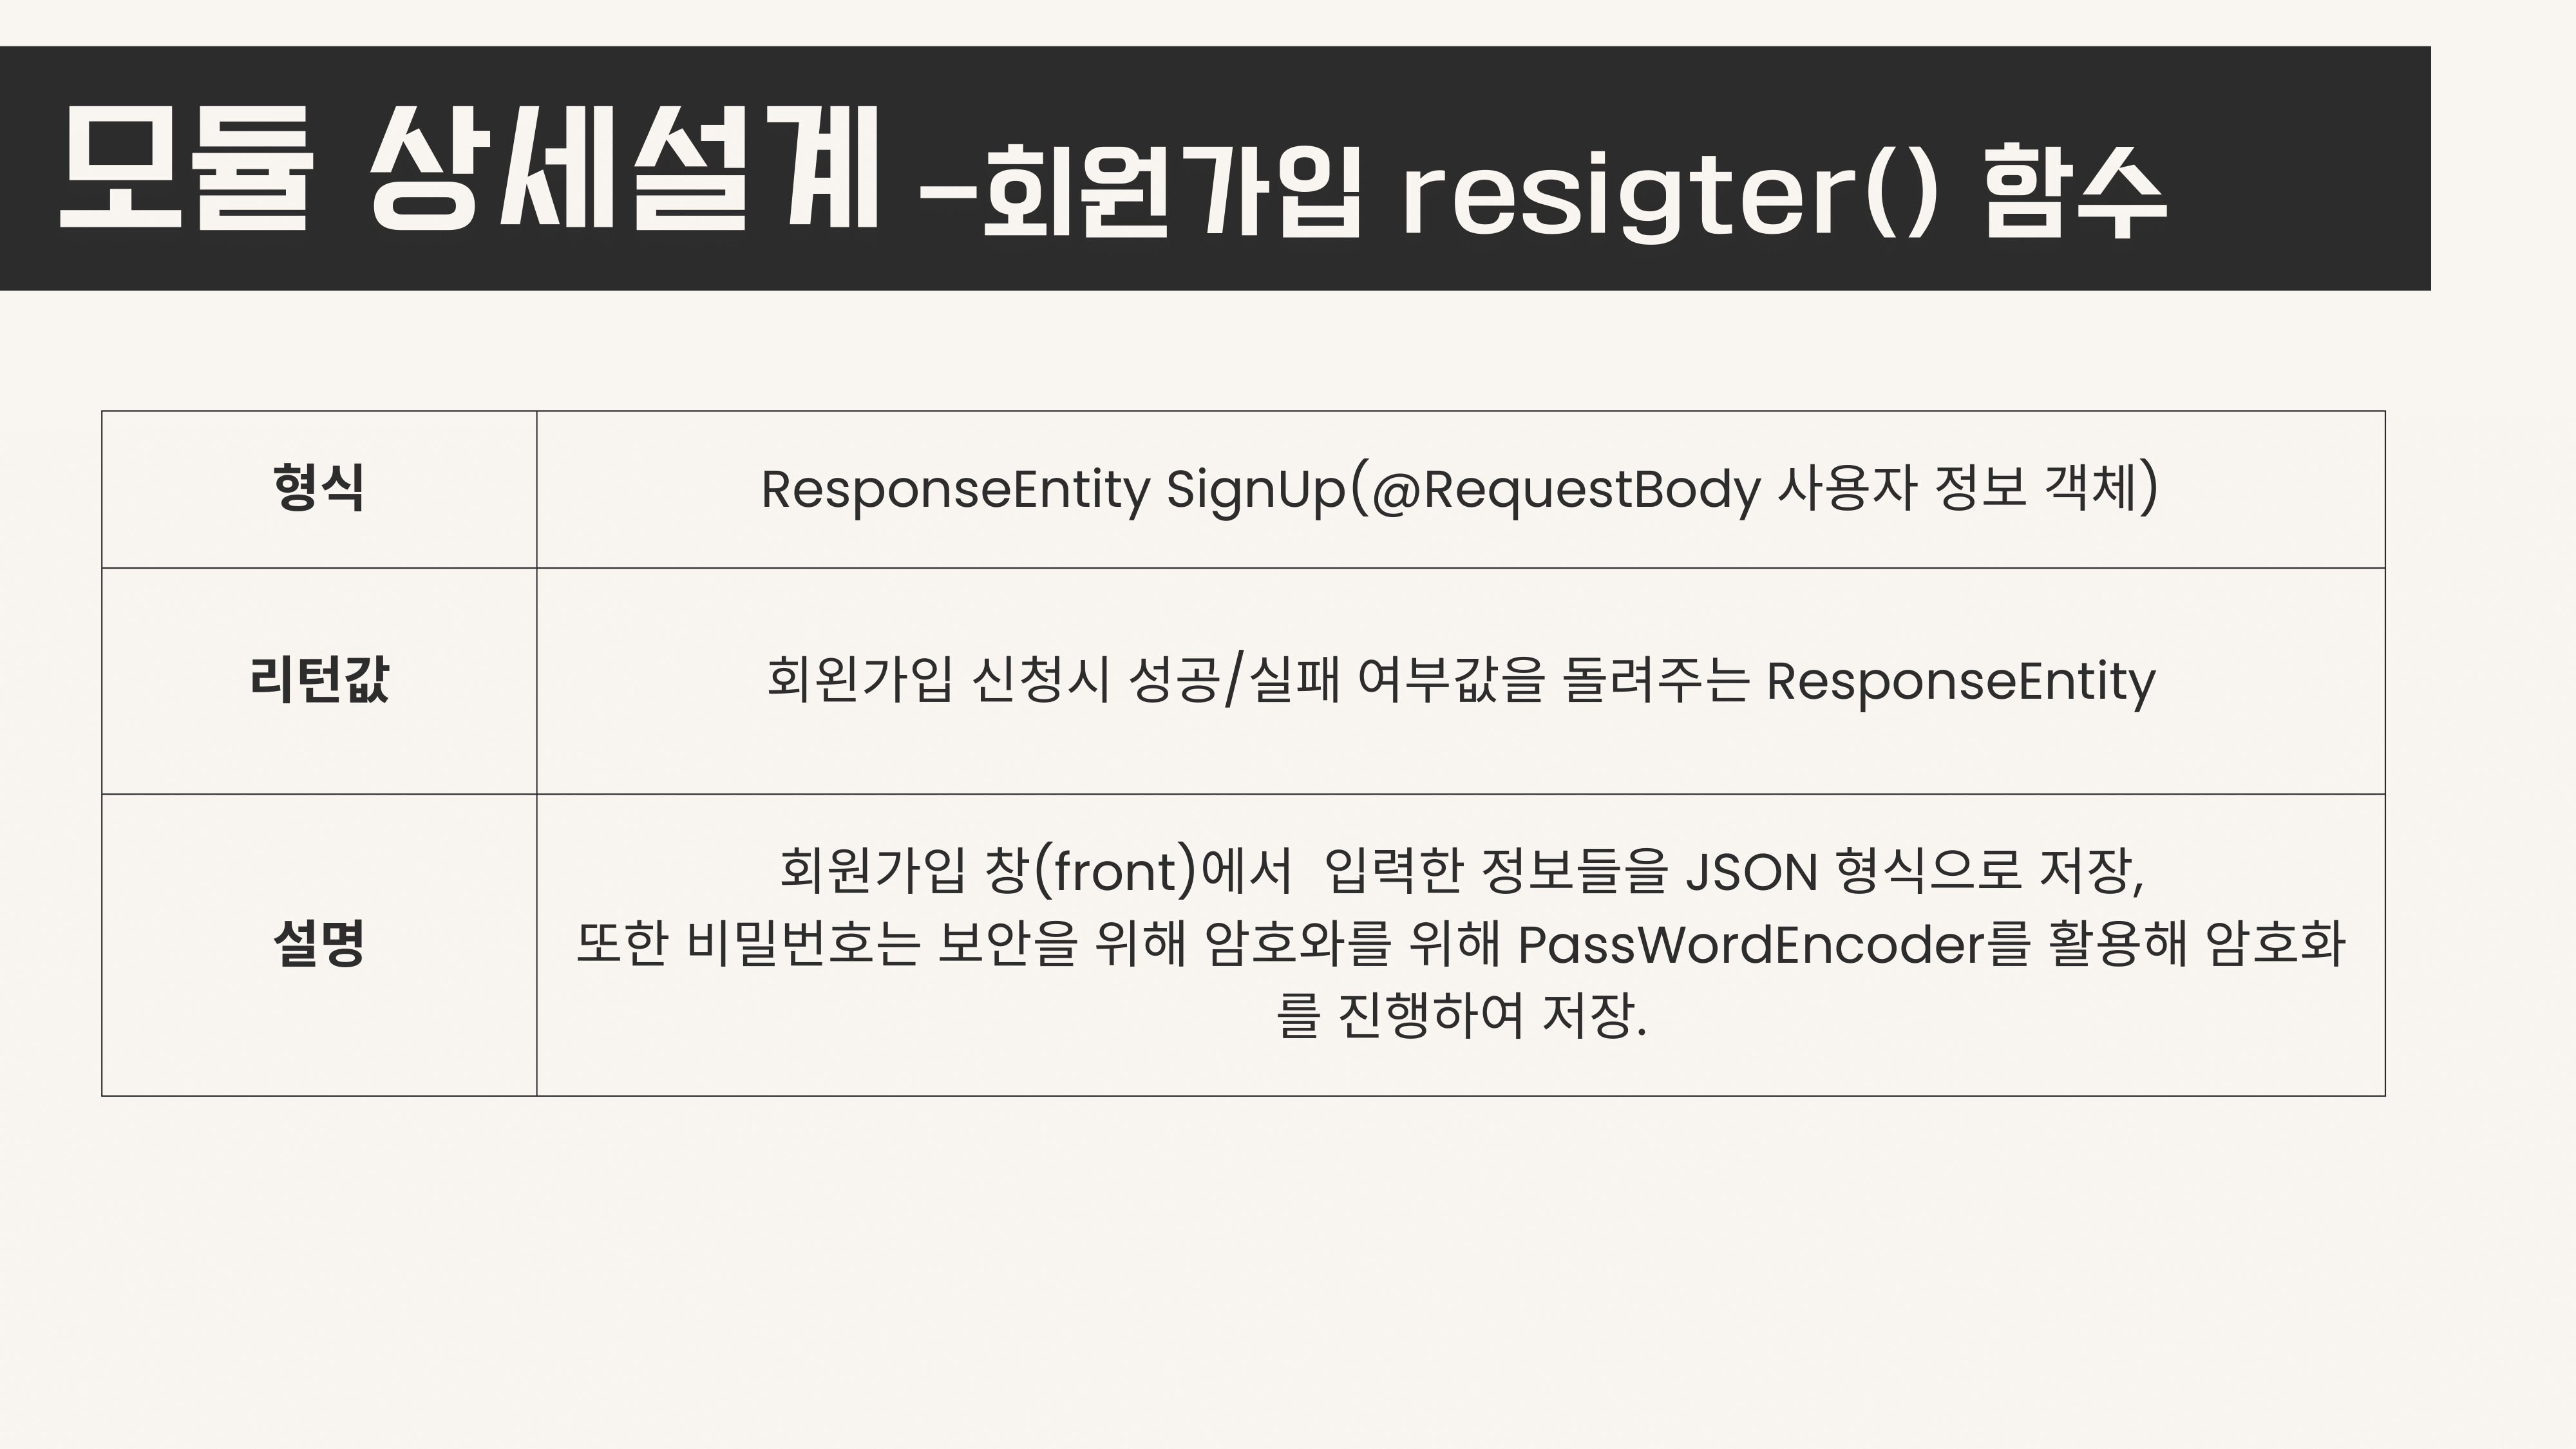 모듈 상세설계 -회원가입 resigter() 함수
형식
ResponseEntity SignUp(@RequestBody 사용자 정보 객체)
리턴값
회왼가입 신청시 성공/실패 여부값을 돌려주는 ResponseEntity
설명
회원가입 창(front)에서  입력한 정보들을 JSON 형식으로 저장,
또한 비밀번호는 보안을 위해 암호와를 위해 PassWordEncoder를 활용해 암호화
를 진행하여 저장.